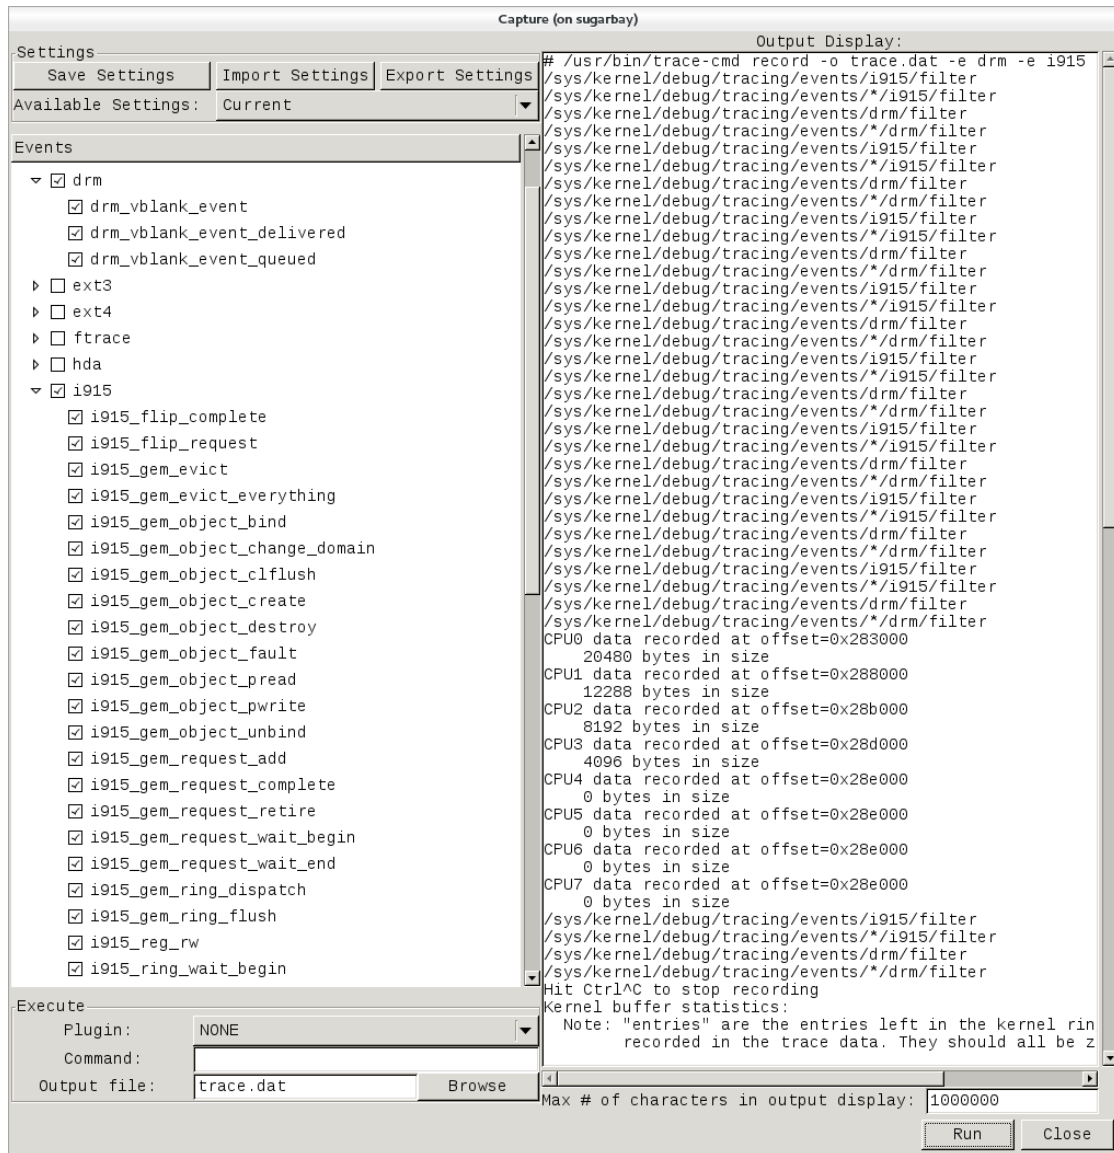 Capture (on sugarbay)
Settings
Save Settings
Import Settings
Export Settings
Available Settings:
Current
Events
drm
drm_vblank_event
drm_vblank_event_delivered
drm_vblank_event_queued
ext3
ext4
ftrace
hda
i915
i915_flip_complete
i915_flip_request
i915_gem_evict
i915_gem_evict_everything
i915_gem_object_bind
i915_gem_object_change_domain
i915_gem_object_clflush
i915_gem_object_create
i915_gem_object_destroy
i915_gem_object_fault
i915_gem_object_pread
i915_gem_object_pwrite
i915_gem_object_unbind
i915_gem_request_add
i915_gem_request_complete
i915_gem_request_retire
i915_gem_request_wait_begin
i915_gem_request_wait_end
i915_gem_ring_dispatch
i915_gem_ring_flush
i915_reg_rw
i915_ring_wait_begin
Execute
Plugin:
NONE
Command:
Output file:
trace.dat
Browse
Output Display:
# /usr/bin/trace-cmd record -o trace.dat -e drm -e i915
/sys/kernel/debug/tracing/events/i915/filter
/sys/kernel/debug/tracing/events/*/i915/filter
/sys/kernel/debug/tracing/events/drm/filter
/sys/kernel/debug/tracing/events/*/drm/filter
/sys/kernel/debug/tracing/events/i915/filter
/sys/kernel/debug/tracing/events/*/i915/filter
/sys/kernel/debug/tracing/events/drm/filter
/sys/kernel/debug/tracing/events/*/drm/filter
/sys/kernel/debug/tracing/events/i915/filter
/sys/kernel/debug/tracing/events/*/i915/filter
/sys/kernel/debug/tracing/events/drm/filter
/sys/kernel/debug/tracing/events/*/drm/filter
/sys/kernel/debug/tracing/events/i915/filter
/sys/kernel/debug/tracing/events/*/i915/filter
/sys/kernel/debug/tracing/events/drm/filter
/sys/kernel/debug/tracing/events/*/drm/filter
/sys/kernel/debug/tracing/events/i915/filter
/sys/kernel/debug/tracing/events/*/i915/filter
/sys/kernel/debug/tracing/events/drm/filter
/sys/kernel/debug/tracing/events/*/drm/filter
/sys/kernel/debug/tracing/events/i915/filter
/sys/kernel/debug/tracing/events/*/i915/filter
/sys/kernel/debug/tracing/events/drm/filter
/sys/kernel/debug/tracing/events/*/drm/filter
/sys/kernel/debug/tracing/events/i915/filter
/sys/kernel/debug/tracing/events/*/i915/filter
/sys/kernel/debug/tracing/events/drm/filter
/sys/kernel/debug/tracing/events/*/drm/filter
/sys/kernel/debug/tracing/events/i915/filter
/sys/kernel/debug/tracing/events/*/i915/filter
/sys/kernel/debug/tracing/events/drm/filter
/sys/kernel/debug/tracing/events/*/drm/filter
CPU0 data recorded at offset=0x283000
20480 bytes in size
CPU1 data recorded at offset=0x288000
12288 bytes in size
CPU2 data recorded at offset=0x28b000
8192 bytes in size
CPU3 data recorded at offset=0x28d000
4096 bytes in size
CPU4 data recorded at offset=0x28e000
0 bytes in size
CPU5 data recorded at offset=0x28e000
0 bytes in size
CPU6 data recorded at offset=0x28e000
0 bytes in size
CPU7 data recorded at offset=0x28e000
0 bytes in size
/sys/kernel/debug/tracing/events/i915/filter
/sys/kernel/debug/tracing/events/*/i915/filter
/sys/kernel/debug/tracing/events/drm/filter
/sys/kernel/debug/tracing/events/*/drm/filter
Hit Ctrl^C to stop recording
Kernel buffer statistics:
Note: "entries" are the entries left in the kernel rin
recorded in the trace data. They should all be z
Max # of characters in output display: 1000000
Run
Close